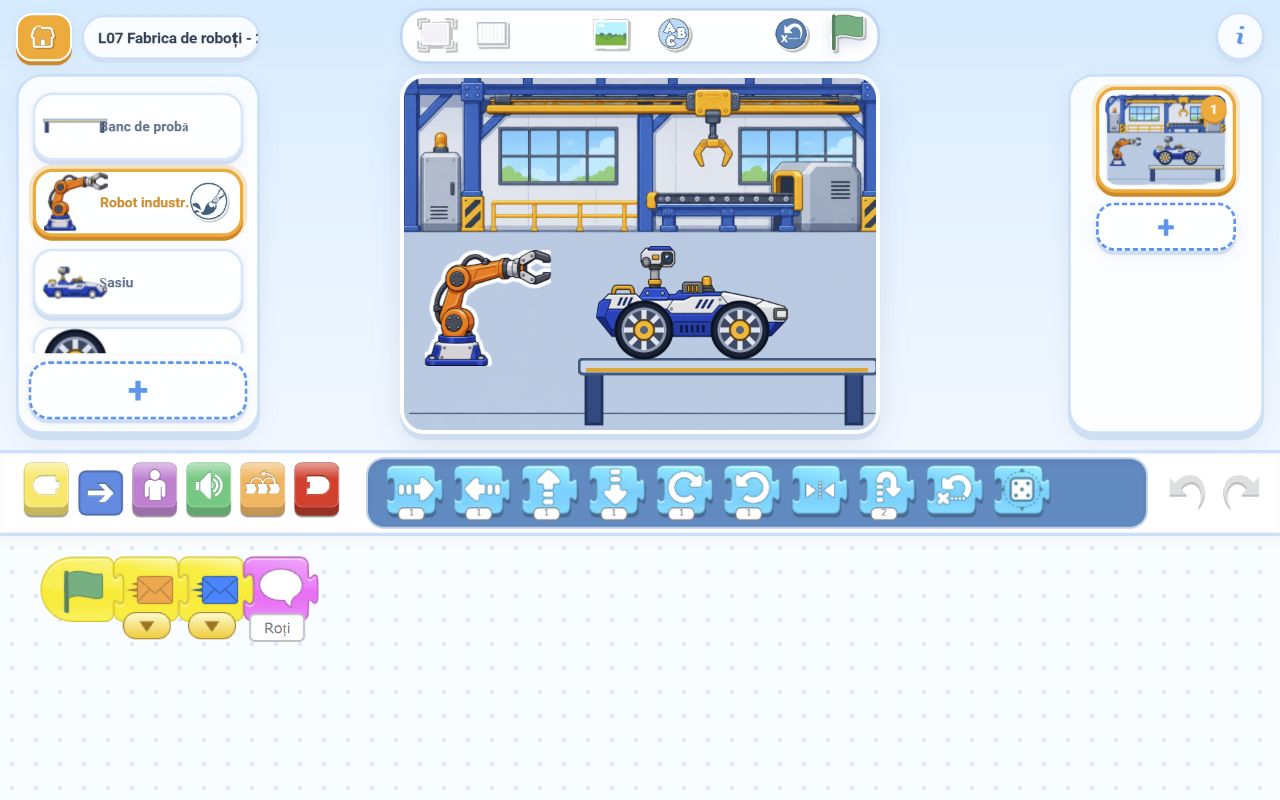 L07 Fabrica de roboți -
Banc de probă
Robot industr.
Șasiu
A
B
C
x
i
1
+
+
1
1
1
1
1
1
2
x
Roți